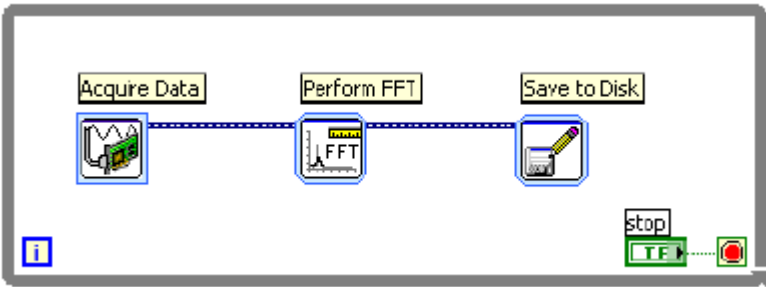 Acquire Data
Perform FFT
Save to Disk
FFT
stop
i
TF